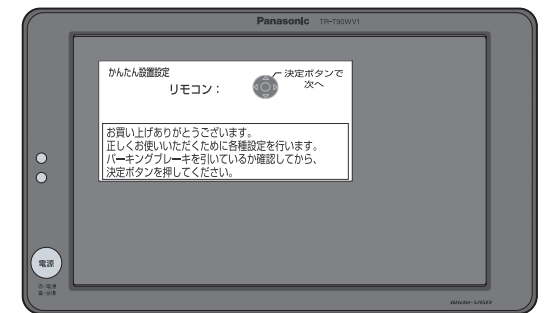 Panasonic TR-T90WV1
かんたん設置設定
リモコン：
決定ボタンで
次へ
お買い上げありがとうございます。
正しくお使いいただくために各種設定を行います。
パーキングブレーキを引いているか確認してから、
決定ボタンを押してください。
電源
WIDE-VGA